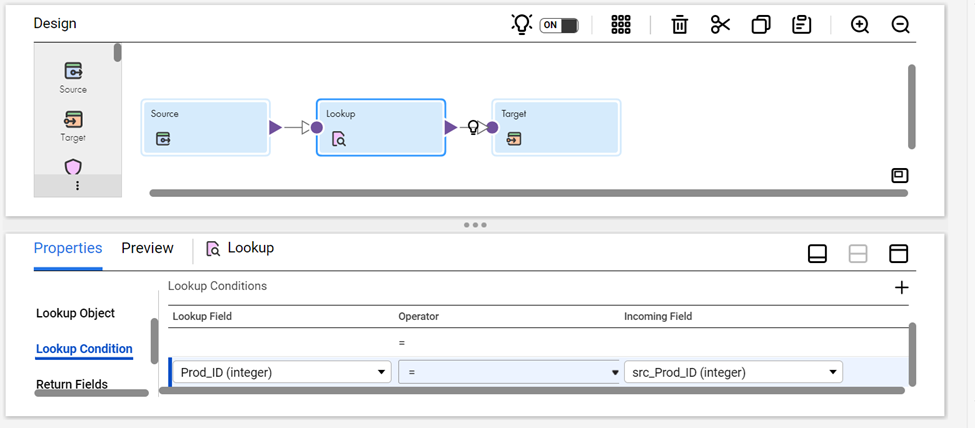 Design
ON
Source
Target
Source
Lookup
Target
Properties Preview Lookup
Lookup Object
Lookup Condition
Return Fields
Lookup Conditions
+
Lookup Field Operator Incoming Field
=
Prod_ID (integer) = src_Prod_ID (integer)